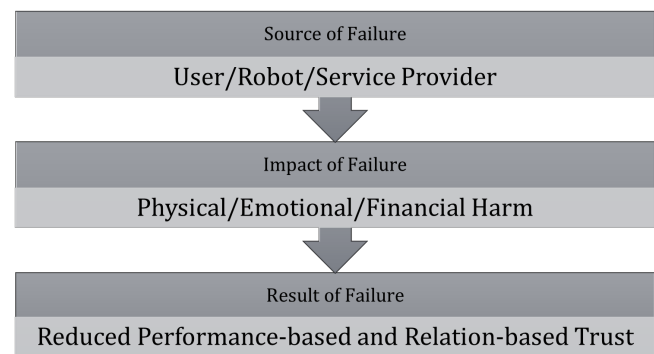 Source of Failure
User/Robot/Service Provider
Impact of Failure
Physical/Emotional/Financial Harm
Result of Failure
Reduced Performance-based and Relation-based Trust